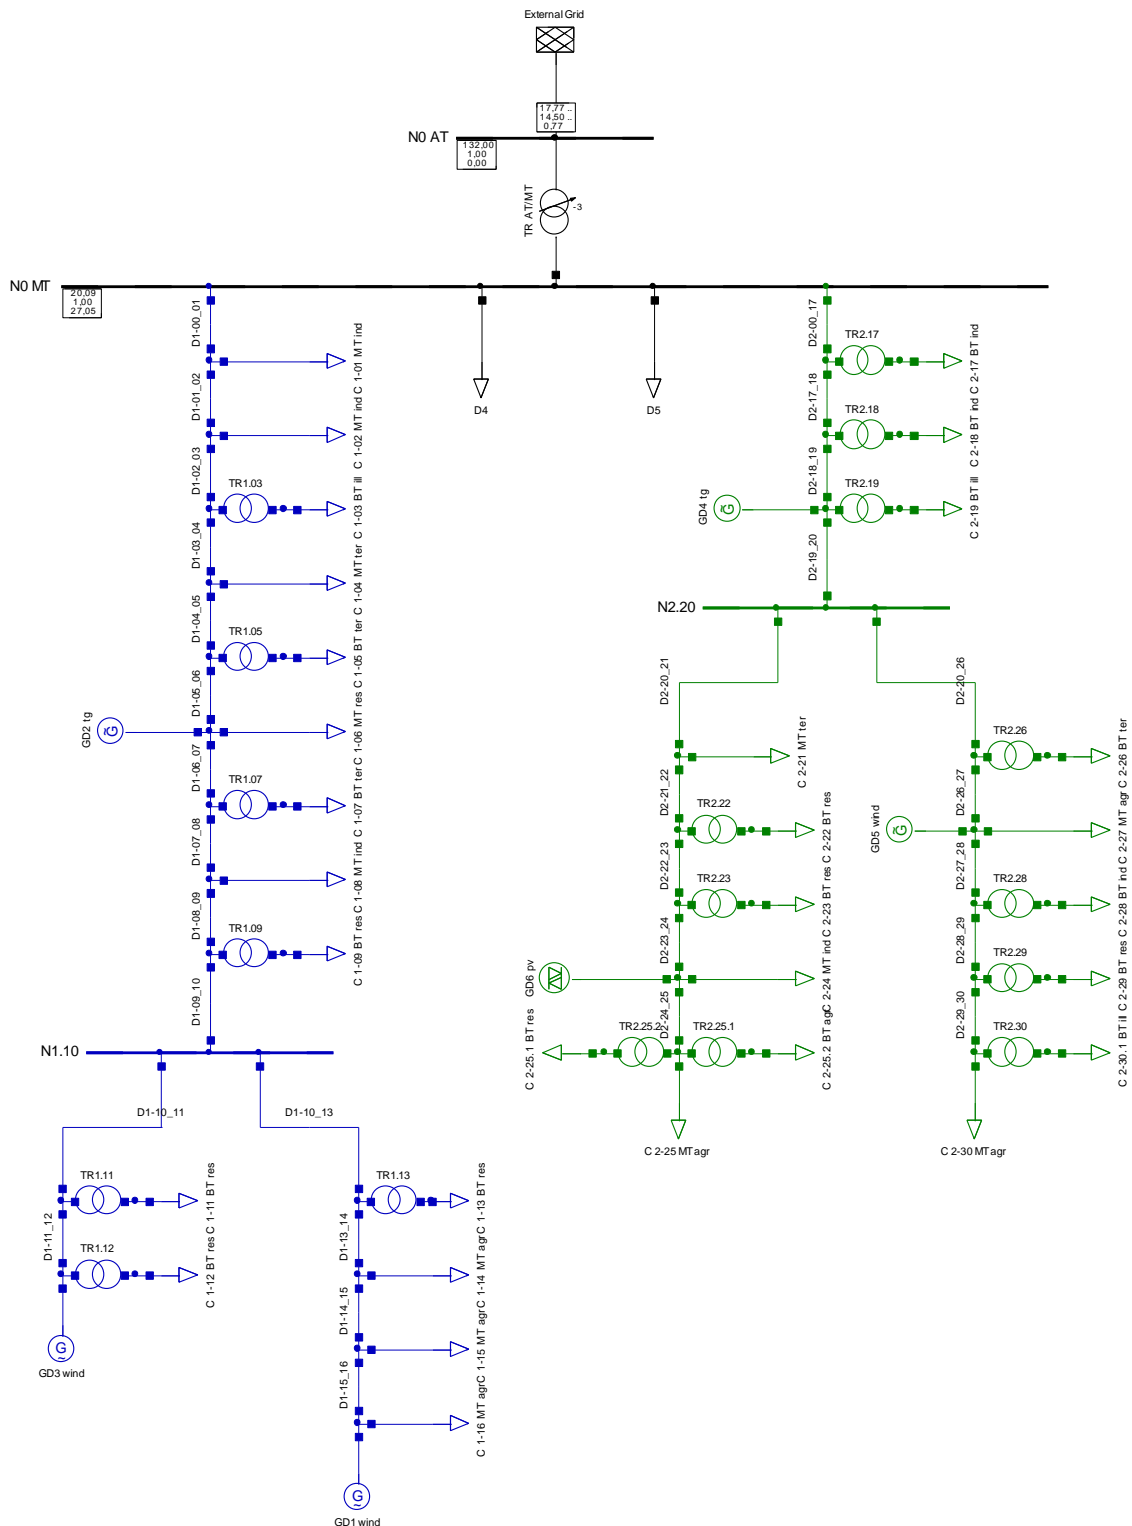 External Grid
17,77 ..
14,50 ..
0,77
N0 AT
132,00
1,00
0,00
TR AT/MT
-3
N0 MT
20,09
1,00
27,05
D1-00_01
C 1-01 MT ind
D1-01_02
C 1-02 MT ind
D1-02_03
TR1.03
C 1-03 BT ill
D1-03_04
C 1-04 MT ter
D1-04_05
TR1.05
C 1-05 BT ter
D1-05_06
GD2 tg
G
C 1-06 MT res
D1-06_07
TR1.07
C 1-07 BT ter
D1-07_08
C 1-08 MT ind
D1-08_09
TR1.09
C 1-09 BT res
D1-09_10
N1.10
D1-10_11
D1-10_13
TR1.11
C 1-11 BT res
D1-11_12
TR1.12
C 1-12 BT res
G
GD3 wind
TR1.13
C 1-13 BT res
D1-13_14
C 1-14 MT agr
D1-14_15
C 1-15 MT agr
D1-15_16
C 1-16 MT agr
G
GD1 wind
D4
D5
D2-00_17
TR2.17
C 2-17 BT ind
D2-17_18
TR2.18
C 2-18 BT ind
D2-18_19
TR2.19
C 2-19 BT ill
GD4 tg
G
D2-19_20
N2.20
D2-20_21
D2-20_26
C 2-21 MT ter
D2-21_22
TR2.22
C 2-22 BT res
D2-22_23
TR2.23
C 2-23 BT res
D2-23_24
GD6 pv
C 2-24 MT ind
D2-24_25
TR2.25.2
TR2.25.1
C 2-25.1 BT res
C 2-25.2 BT agr
C 2-25 MT agr
TR2.26
C 2-26 BT ter
D2-26_27
GD5 wind
G
C 2-27 MT agr
D2-27_28
TR2.28
C 2-28 BT ind
D2-28_29
TR2.29
C 2-29 BT res
D2-29_30
TR2.30
C 2-30.1 BT ill
C 2-30 MT agr